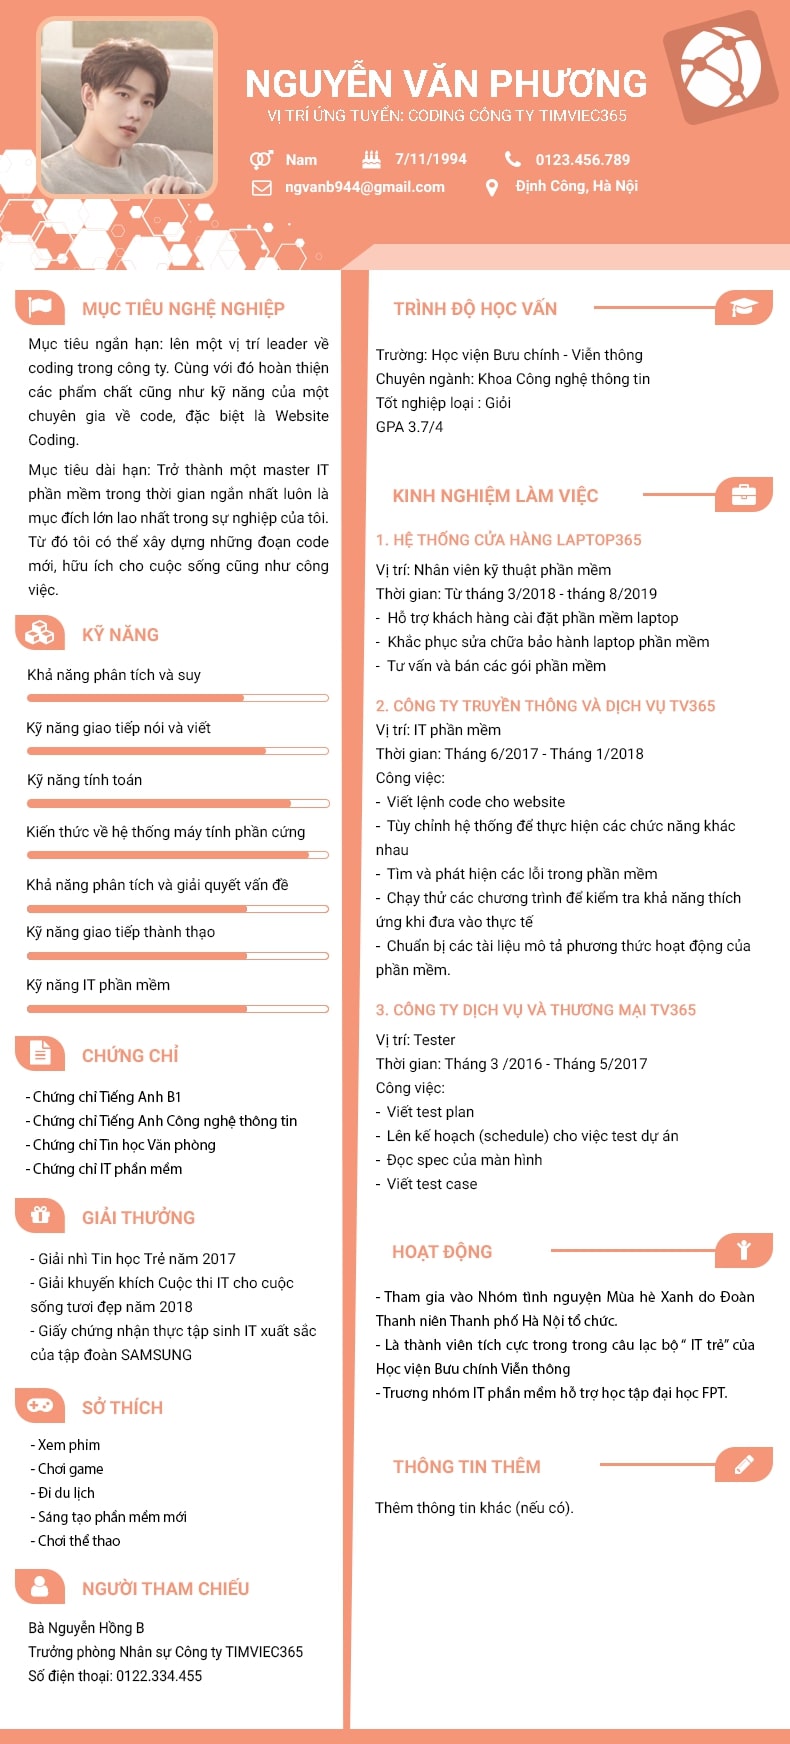 NGUYỄN VĂN PHƯƠNG
VỊ TRÍ ỨNG TUYỂN: CODING CÔNG TY TIMVIEC365
Nam
7/11/1994
0123.456.789
ngvanb944@gmail.com
Định Công, Hà Nội
MỤC TIÊU NGHỆ NGHIỆP
Mục tiêu ngắn hạn: lên một vị trí leader về
coding trong công ty. Cùng với đó hoàn thiện
các phẩm chất cũng như kỹ năng của một
chuyên gia về code, đặc biệt là Website
Coding.
Mục tiêu dài hạn: Trở thành một master IT
phần mềm trong thời gian ngắn nhất luôn là
mục đích lớn lao nhất trong sự nghiệp của tôi.
Từ đó tôi có thể xây dựng những đoạn code
mới, hữu ích cho cuộc sống cũng như công
việc.
KỸ NĂNG
Khả năng phân tích và suy
Kỹ năng giao tiếp nói và viết
Kỹ năng tính toán
Kiến thức về hệ thống máy tính phần cứng
Khả năng phân tích và giải quyết vấn đề
Kỹ năng giao tiếp thành thạo
Kỹ năng IT phần mềm
CHỨNG CHỈ
- Chứng chỉ Tiếng Anh B1
- Chứng chỉ Tiếng Anh Công nghệ thông tin
- Chứng chỉ Tin học Văn phòng
- Chứng chỉ IT phần mềm
GIẢI THƯỞNG
- Giải nhì Tin học Trẻ năm 2017
- Giải khuyến khích Cuộc thi IT cho cuộc
sống tươi đẹp năm 2018
- Giấy chứng nhận thực tập sinh IT xuất sắc
của tập đoàn SAMSUNG
SỞ THÍCH
- Xem phim
- Chơi game
- Đi du lịch
- Sáng tạo phần mềm mới
- Chơi thể thao
NGƯỜI THAM CHIẾU
Bà Nguyễn Hồng B
Trưởng phòng Nhân sự Công ty TIMVIEC365
Số điện thoại: 0122.334.455
TRÌNH ĐỘ HỌC VẤN
Trường: Học viện Bưu chính - Viễn thông
Chuyên ngành: Khoa Công nghệ thông tin
Tốt nghiệp loại : Giỏi
GPA 3.7/4
KINH NGHIỆM LÀM VIỆC
1. HỆ THỐNG CỬA HÀNG LAPTOP365
Vị trí: Nhân viên kỹ thuật phần mềm
Thời gian: Từ tháng 3/2018 - tháng 8/2019
- Hỗ trợ khách hàng cài đặt phần mềm laptop
- Khắc phục sửa chữa bảo hành laptop phần mềm
- Tư vấn và bán các gói phần mềm
2. CÔNG TY TRUYỀN THÔNG VÀ DỊCH VỤ TV365
Vị trí: IT phần mềm
Thời gian: Tháng 6/2017 - Tháng 1/2018
Công việc:
- Viết lệnh code cho website
- Tùy chỉnh hệ thống để thực hiện các chức năng khác
nhau
- Tìm và phát hiện các lỗi trong phần mềm
- Chạy thử các chương trình để kiểm tra khả năng thích
ứng khi đưa vào thực tế
- Chuẩn bị các tài liệu mô tả phương thức hoạt động của
phần mềm.
3. CÔNG TY DỊCH VỤ VÀ THƯƠNG MẠI TV365
Vị trí: Tester
Thời gian: Tháng 3 /2016 - Tháng 5/2017
Công việc:
- Viết test plan
- Lên kế hoạch (schedule) cho việc test dự án
- Đọc spec của màn hình
- Viết test case
HOẠT ĐỘNG
- Tham gia vào Nhóm tình nguyện Mùa hè Xanh do Đoàn
Thanh niên Thanh phố Hà Nội tổ chức.
- Là thành viên tích cực trong trong câu lạc bộ “ IT trẻ” của
Học viện Bưu chính Viễn thông
- Trương nhóm IT phần mềm hỗ trợ học tập đại học FPT.
THÔNG TIN THÊM
Thêm thông tin khác (nếu có).